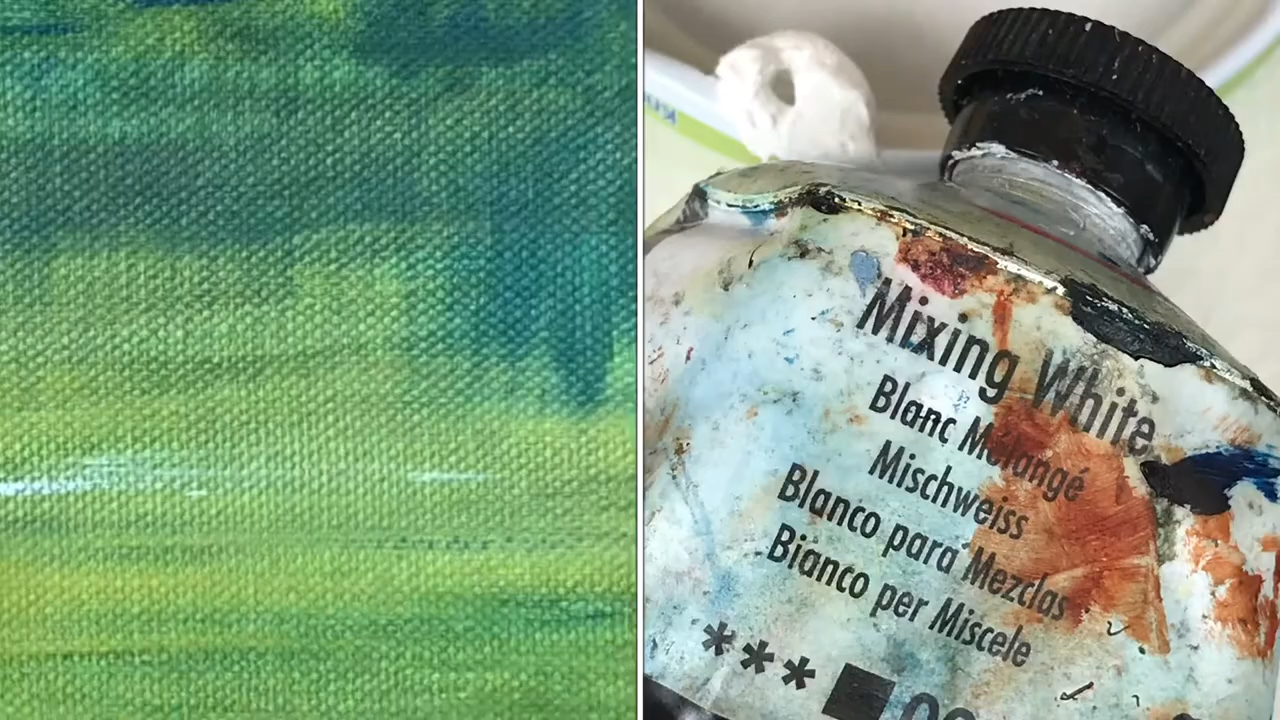 Mixing White
Blanc Mélangé
Mischweiss
Blanco para Mezclas
Bianco per Miscele
***